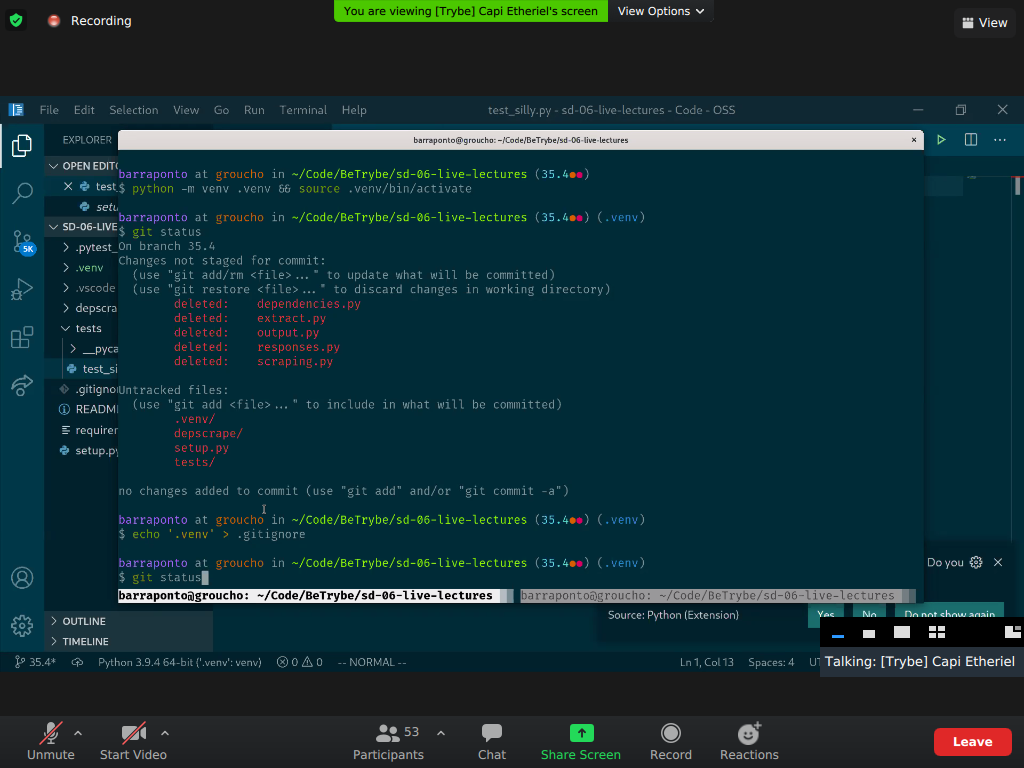 Recording
You are viewing [Trybe] Capi Etheriel's screen
View Options
View
File Edit Selection View Go Run Terminal Help
test_silly.py - sd-06-live-lectures - Code - OSS
EXPLORER
barraponto@groucho: ~/Code/BeTrybe/sd-06-live-lectures
OPEN EDIT
test_
setu
SD-06-LIVE
.pytest_
.venv
.vscode
depscra
tests
__pyca
test_si
.gitigno
READM
requirer
setup.py
5K
barraponto at groucho in ~/Code/BeTrybe/sd-06-live-lectures (35.4●●)
$ python -m venv .venv && source .venv/bin/activate
barraponto at groucho in ~/Code/BeTrybe/sd-06-live-lectures (35.4●●) (.venv)
$ git status
On branch 35.4
Changes not staged for commit:
(use "git add/rm <file>..." to update what will be committed)
(use "git restore <file>..." to discard changes in working directory)
deleted: dependencies.py
deleted: extract.py
deleted: output.py
deleted: responses.py
deleted: scraping.py
Untracked files:
(use "git add <file>..." to include in what will be committed)
.venv/
depscrape/
setup.py
tests/
no changes added to commit (use "git add" and/or "git commit -a")
barraponto at groucho in ~/Code/BeTrybe/sd-06-live-lectures (35.4●●) (.venv)
$ echo '.venv' > .gitignore
barraponto at groucho in ~/Code/BeTrybe/sd-06-live-lectures (35.4●●) (.venv)
$ git status
barraponto@groucho: ~/Code/BeTrybe/sd-06-live-lectures
barraponto@groucho: ~/Code/BeTrybe/sd-06-live-lectures
Do you
Source: Python (Extension)
Yes No Do not show again
OUTLINE
TIMELINE
35.4* Python 3.9.4 64-bit ('.venv': venv) 0 0 -- NORMAL --
Ln 1, Col 13 Spaces: 4 UT
Talking: [Trybe] Capi Etheriel
Unmute
Start Video
Participants
53
Chat
Share Screen
Record
Reactions
Leave